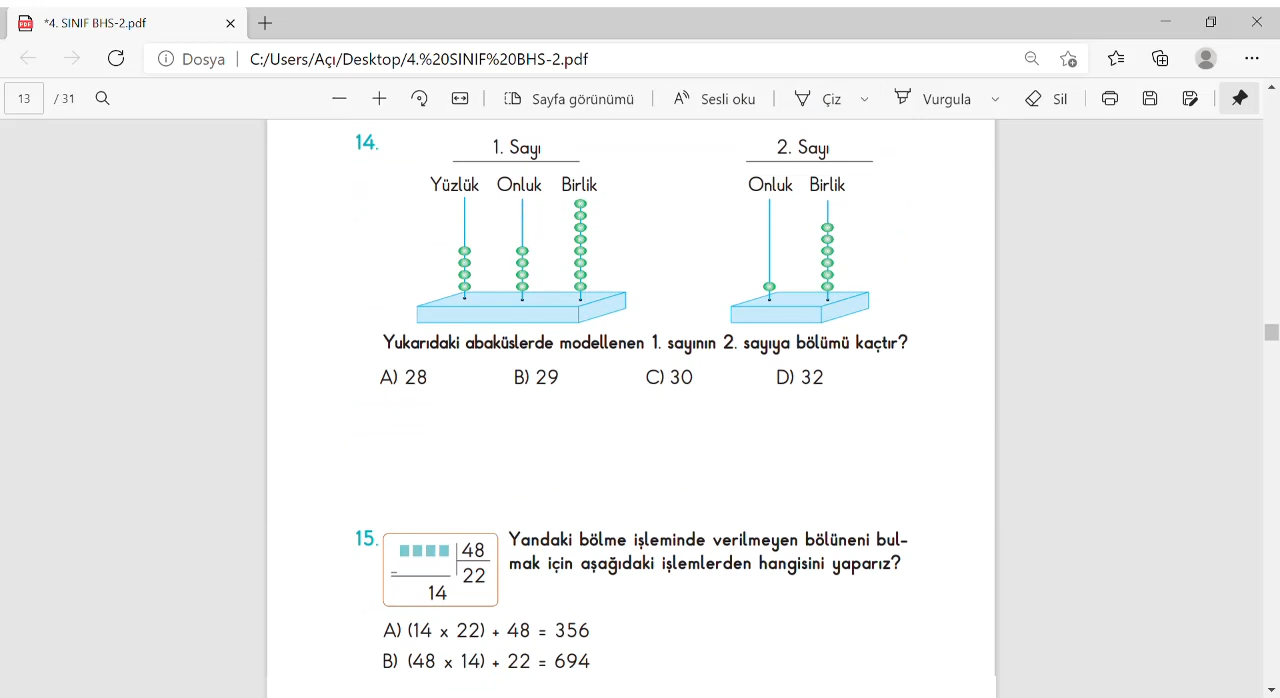 *4. SINIF BHS-2.pdf
Dosya | C:/Users/Açı/Desktop/4.%20SINIF%20BHS-2.pdf
13 / 31 Sayfa görünümü Sesli oku Çiz Vurgula Sil
14.
1. Sayı 2. Sayı
Yüzlük Onluk Birlik Onluk Birlik
Yukarıdaki abaküslerde modellenen 1. sayının 2. sayıya bölümü kaçtır?
A) 28 B) 29 C) 30 D) 32
15. Yandaki bölme işleminde verilmeyen bölüneni bul-
mak için aşağıdaki işlemlerden hangisini yaparız?
48
22
- 14
A) (14 x 22) + 48 = 356
B) (48 x 14) + 22 = 694